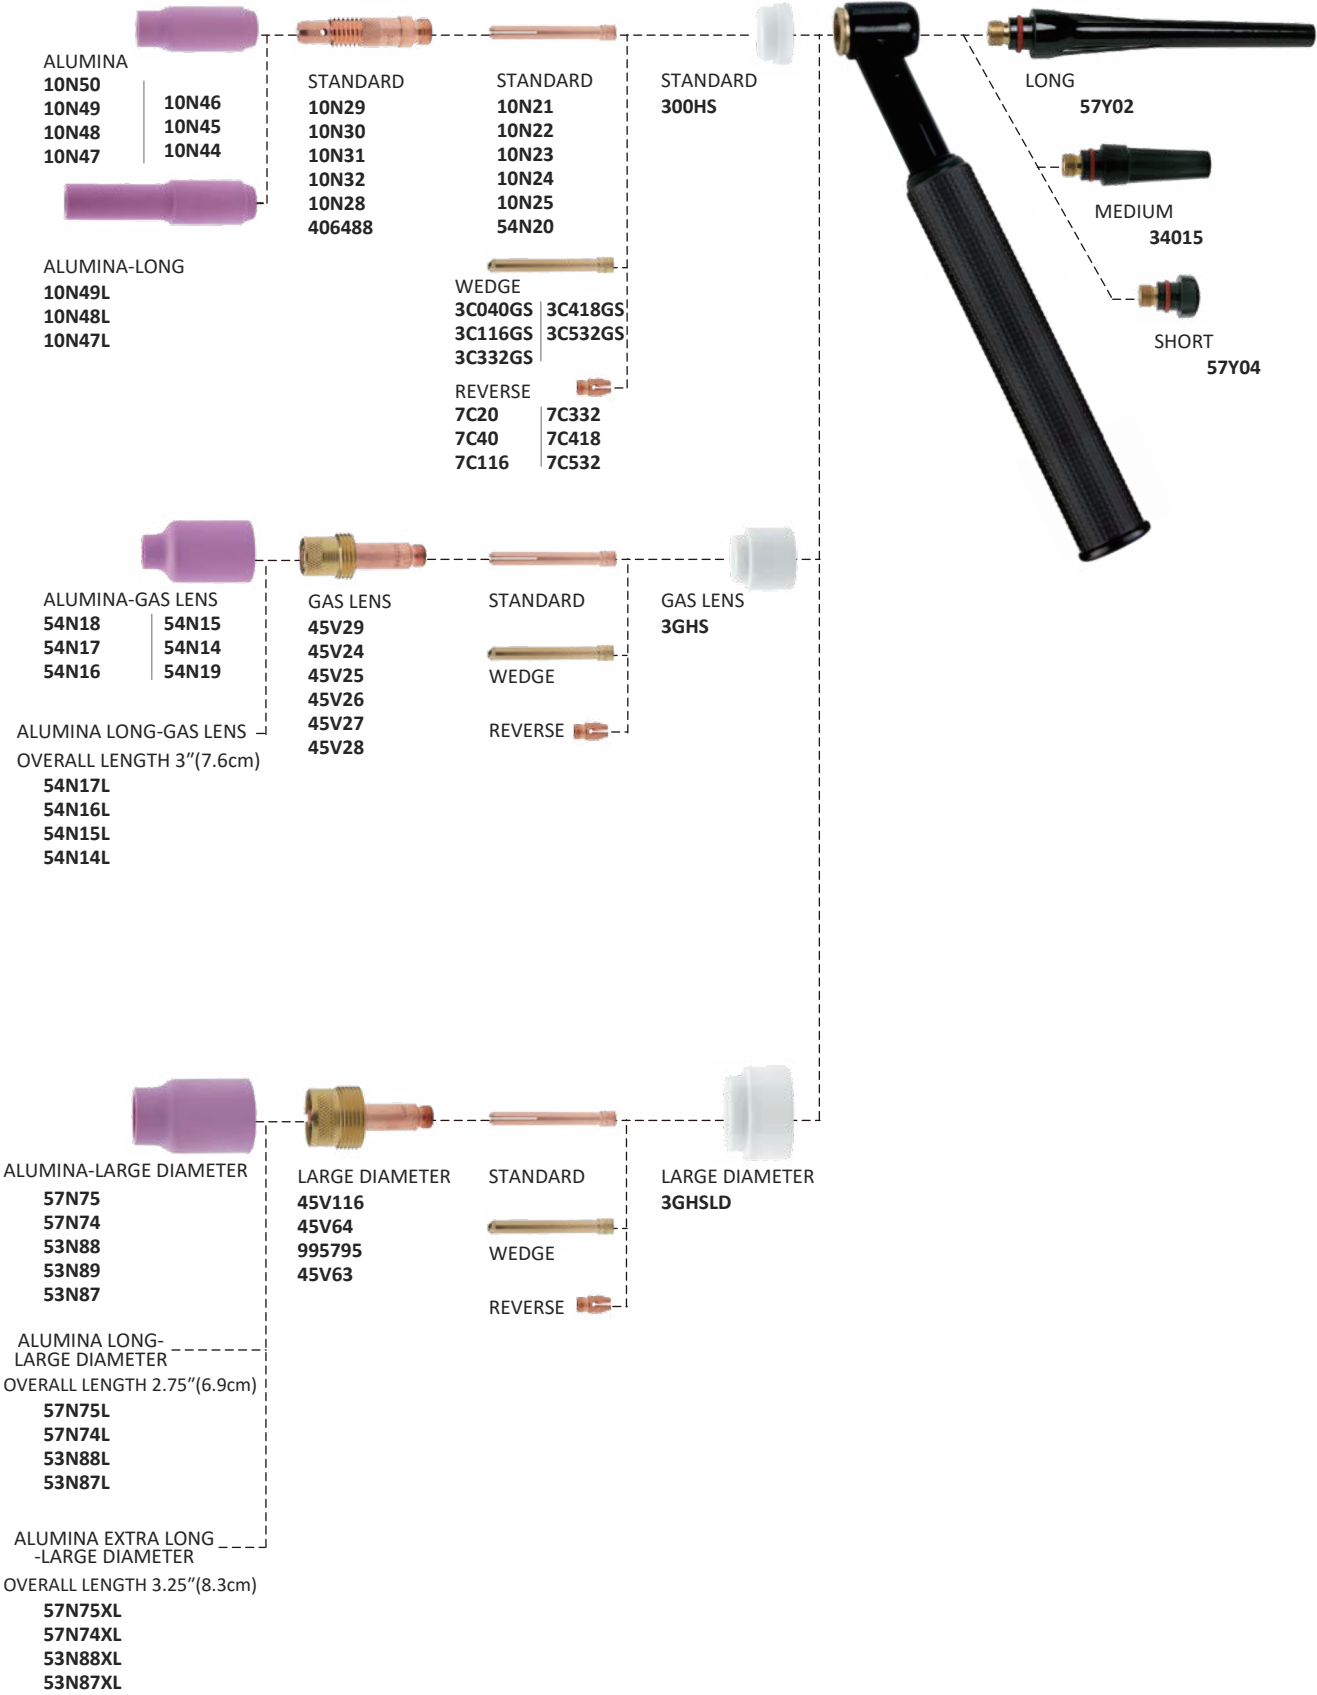 ALUMINA
10N50
10N49
10N48
10N47
10N46
10N45
10N44
ALUMINA-LONG
10N49L
10N48L
10N47L
STANDARD
10N29
10N30
10N31
10N32
10N28
406488
STANDARD
10N21
10N22
10N23
10N24
10N25
54N20
WEDGE
3C040GS
3C116GS
3C332GS
3C418GS
3C532GS
REVERSE
7C20
7C40
7C116
7C332
7C418
7C532
STANDARD
300HS
LONG
57Y02
MEDIUM
34015
SHORT
57Y04
ALUMINA-GAS LENS
54N18
54N17
54N16
54N15
54N14
54N19
ALUMINA LONG-GAS LENS
OVERALL LENGTH 3″(7.6cm)
54N17L
54N16L
54N15L
54N14L
GAS LENS
45V29
45V24
45V25
45V26
45V27
45V28
STANDARD
WEDGE
REVERSE
GAS LENS
3GHS
ALUMINA-LARGE DIAMETER
57N75
57N74
53N88
53N89
53N87
ALUMINA LONG-
LARGE DIAMETER
OVERALL LENGTH 2.75″(6.9cm)
57N75L
57N74L
53N88L
53N87L
ALUMINA EXTRA LONG
-LARGE DIAMETER
OVERALL LENGTH 3.25″(8.3cm)
57N75XL
57N74XL
53N88XL
53N87XL
LARGE DIAMETER
45V116
45V64
995795
45V63
STANDARD
WEDGE
REVERSE
LARGE DIAMETER
3GHSLD